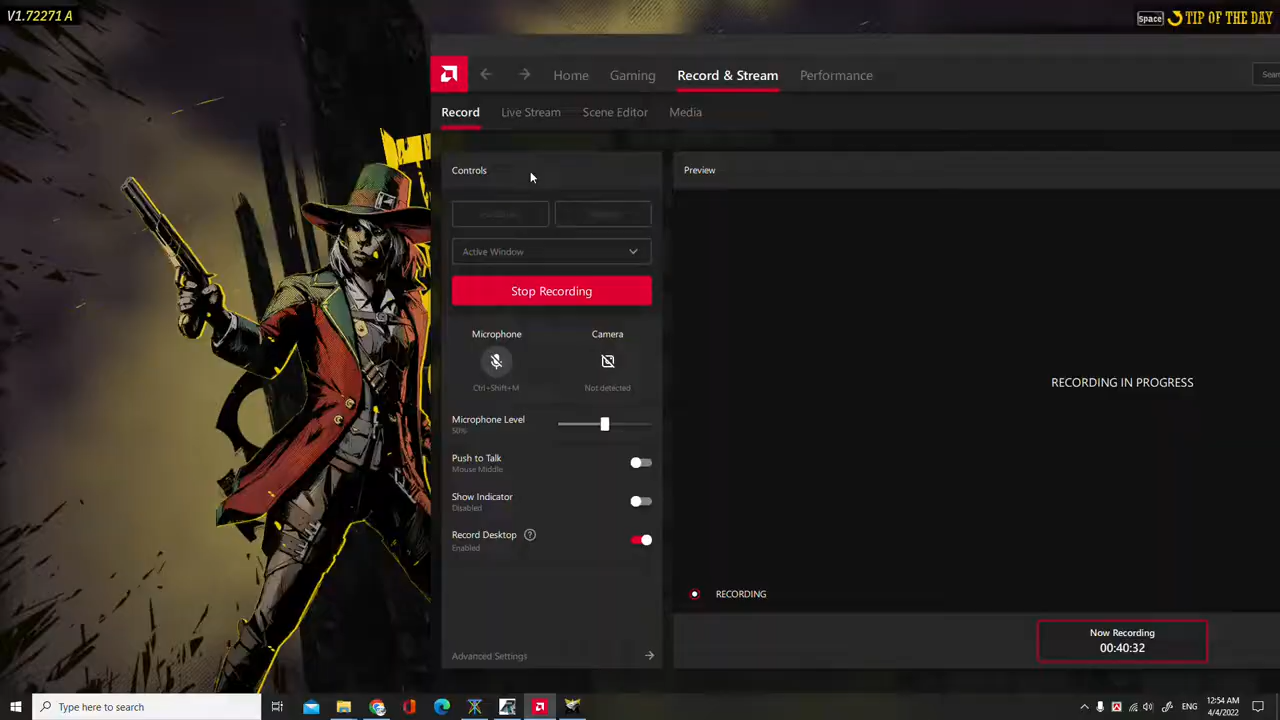 V1.72271 A
Space TIP OF THE DAY
Home Gaming Record & Stream Performance
Record Live Stream Scene Editor Media
Controls
Preview
Active Window
Stop Recording
Microphone Camera
Ctrl+Shift+M Not detected
RECORDING IN PROGRESS
Microphone Level
50%
Push to Talk
Mouse Middle
Show Indicator
Disabled
Record Desktop ?
Enabled
RECORDING
Now Recording
00:40:32
Advanced Settings
Type here to search
ENG
12:54 AM
4/4/2022